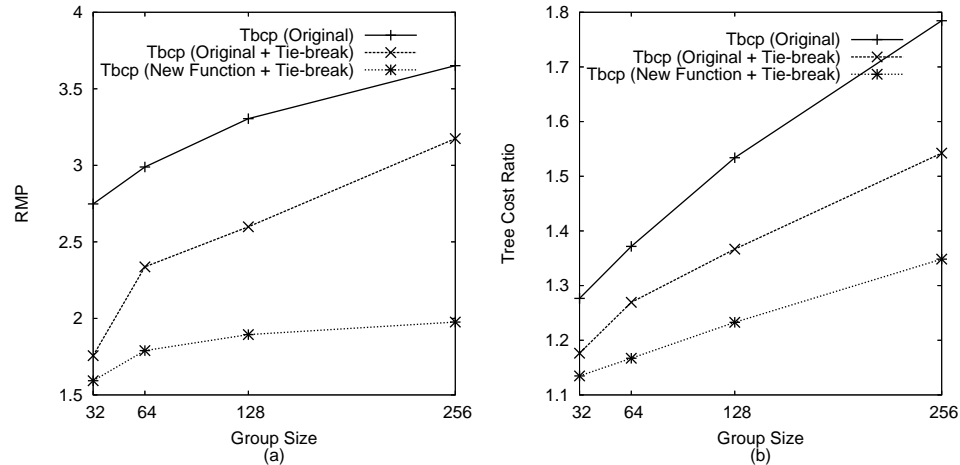 4
3.5
3
2.5
2
1.5
32
64
128
256
RMP
Group Size
(a)
Tbcp (Original)
Tbcp (Original + Tie-break)
Tbcp (New Function + Tie-break)
1.8
1.7
1.6
1.5
1.4
1.3
1.2
1.1
32
64
128
256
Tree Cost Ratio
Group Size
(b)
Tbcp (Original)
Tbcp (Original + Tie-break)
Tbcp (New Function + Tie-break)